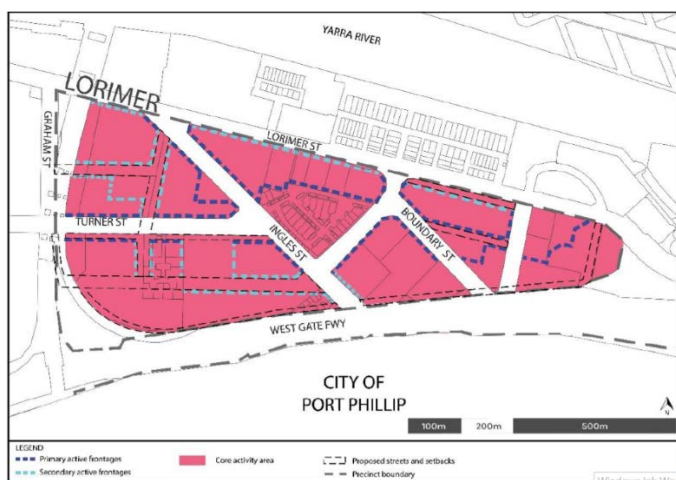 YARRA RIVER
LORIMER
GRAHAM ST
LORIMER ST
TURNER ST
INGLES ST
BOUNDARY ST
WEST GATE FWY
CITY OF
PORT PHILLIP
100m 200m 500m
N
LEGEND
Primary active frontages
Secondary active frontages
Core activity area
Proposed streets and setbacks
Precinct boundary